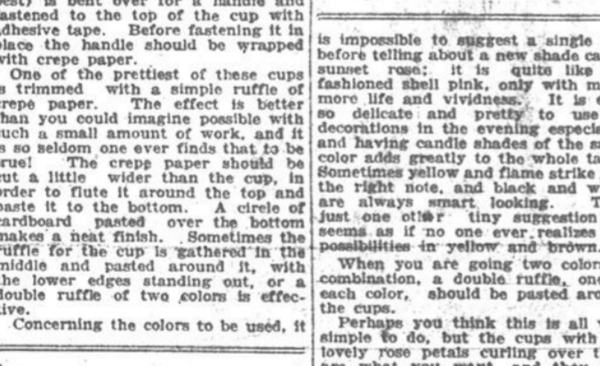 is bent over for a handle and
fastened to the top of the cup with
adhesive tape. Before fastening it in
place the handle should be wrapped
with crepe paper.
One of the prettiest of these cups
is trimmed with a simple ruffle of
crepe paper. The effect is better
than you could imagine possible with
such a small amount of work, and it
is so seldom one ever finds that to be
true! The crepe paper should be
cut a little wider than the cup, in
order to flute it around the top and
paste it to the bottom. A circle of
cardboard pasted over the bottom
makes a neat finish. Sometimes the
ruffle for the cup is gathered in the
middle and pasted around it, with
the lower edges standing out, or a
double ruffle of two colors is effec-
tive.
Concerning the colors to be used, it
is impossible to suggest a single
before telling about a new shade ca
sunset rose; it is quite like
fashioned shell pink, only with m
more life and vividness. It is
so delicate and pretty to use
decorations in the evening especia
and having candle shades of the sa
color adds greatly to the whole ta
Sometimes yellow and flame strike
the right note, and black and w
are always smart looking. T
just one other tiny suggestion
seems as if no one ever realizes
possibilities in yellow and brown.
When you are going two color
combination, a double ruffle, one
each color, should be pasted aro
the cups.
Perhaps you think this is all
simple to do, but the cups with
lovely rose petals curling over t
are what you want, and they